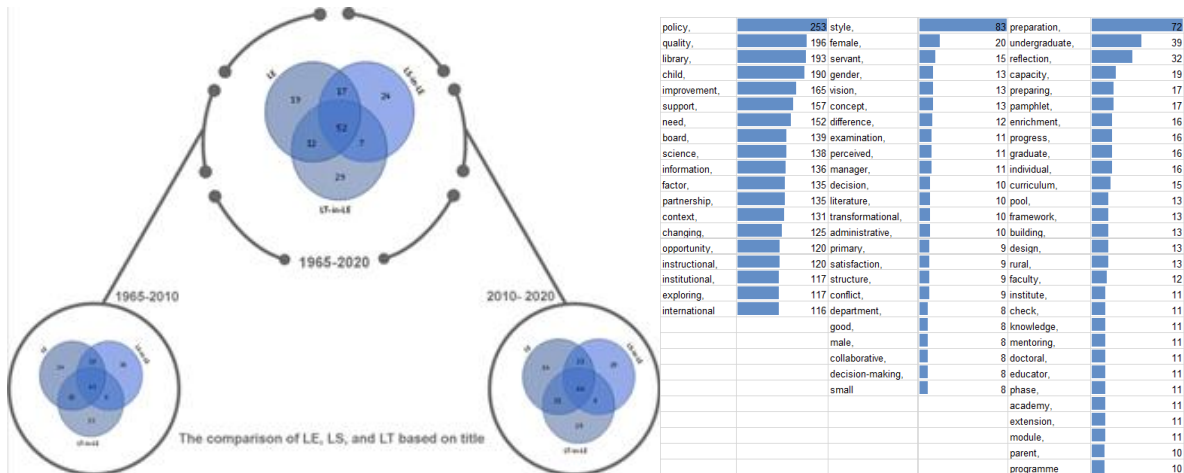 LE
LS-in-LE
19
17
24
52
12
7
29
LT-in-LE
1965-2020
1965-2010
2010- 2020
LE
LT-in-LE
LE
LT-in-LE
The comparison of LE, LS, and LT based on title
policy, 253 style, 83 preparation, 72
quality, 196 female, 20 undergraduate, 39
library, 193 servant, 15 reflection, 32
child, 190 gender, 13 capacity, 19
improvement, 165 vision, 13 preparing, 17
support, 157 concept, 13 pamphlet, 17
need, 152 difference, 12 enrichment, 16
board, 139 examination, 11 progress, 16
science, 138 perceived, 11 graduate, 16
information, 136 manager, 11 individual, 16
factor, 135 decision, 10 curriculum, 15
partnership, 135 literature, 10 pool, 13
context, 131 transformational, 10 framework, 13
changing, 125 administrative, 10 building, 13
opportunity, 120 primary, 9 design, 13
instructional, 120 satisfaction, 9 rural, 13
institutional, 117 structure, 9 faculty, 12
exploring, 117 conflict, 9 institute, 11
international 116 department, 8 check, 11
good, 8 knowledge, 11
male, 8 mentoring, 11
collaborative, 8 doctoral, 11
decision-making, 8 educator, 11
small 8 phase, 11
academy, 11
extension, 11
module, 11
parent, 10
programme 10